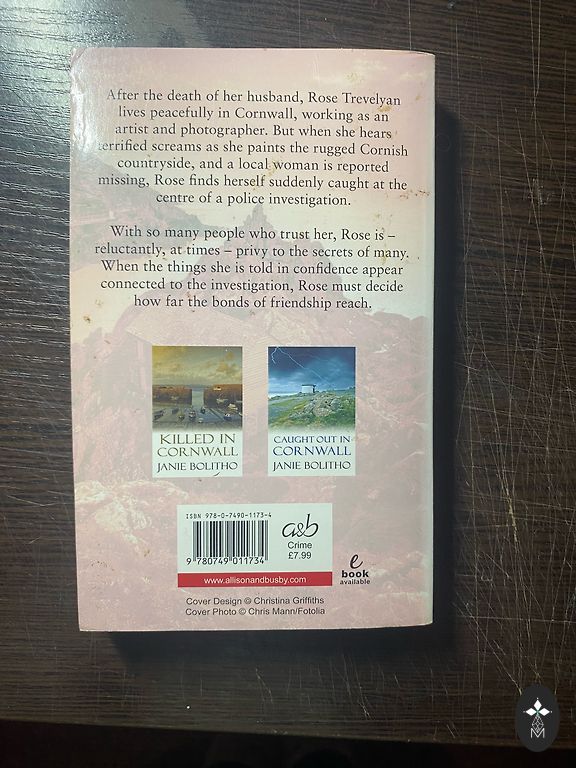 After the death of her husband, Rose Trevelyan
lives peacefully in Cornwall, working as an
artist and photographer. But when she hears
terrified screams as she paints the rugged Cornish
countryside, and a local woman is reported
missing, Rose finds herself suddenly caught at the
centre of a police investigation.
With so many people who trust her, Rose is –
reluctantly, at times – privy to the secrets of many.
When the things she is told in confidence appear
connected to the investigation, Rose must decide
how far the bonds of friendship reach.
KILLED IN
CORNWALL
JANIE BOLITHO
CAUGHT OUT IN
CORNWALL
JANIE BOLITHO
ISBN 978-0-7490-1173-4
9 780749 011734
a&b
Crime
£7.99
www.allisonandbusby.com
e
book
available
Cover Design © Christina Griffiths
Cover Photo © Chris Mann/Fotolia
M